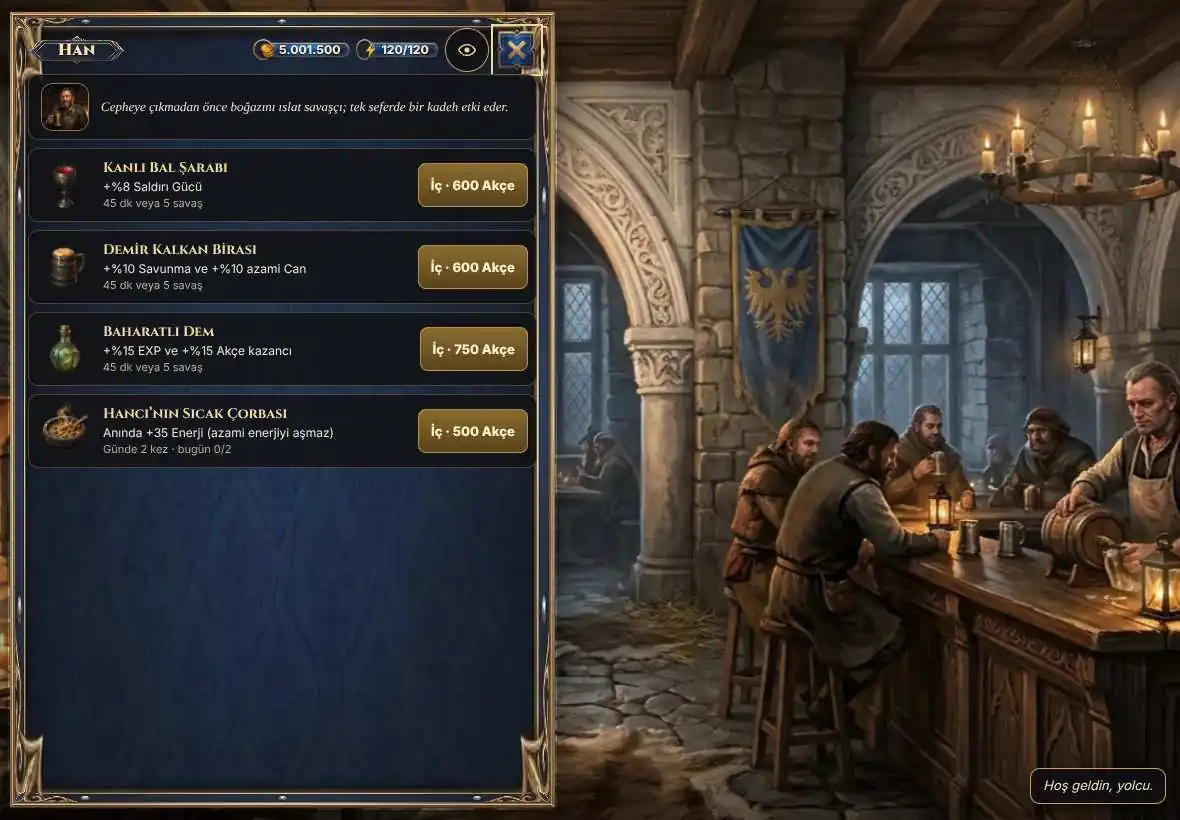 Han
5.001.500
120/120
Cepheye çıkmadan önce boğazını ıslat savaşçı; tek seferde bir kadeh etki eder.
Kanlı Bal Şarabı
+%8 Saldırı Gücü
45 dk veya 5 savaş
İç · 600 Akçe
Demir Kalkan Birası
+%10 Savunma ve +%10 azami Can
45 dk veya 5 savaş
İç · 600 Akçe
Baharatlı Dem
+%15 EXP ve +%15 Akçe kazancı
45 dk veya 5 savaş
İç · 750 Akçe
Hancı'nın Sıcak Çorbası
Anında +35 Enerji (azami enerjiyi aşmaz)
Günde 2 kez · bugün 0/2
İç · 500 Akçe
Hoş geldin, yolcu.